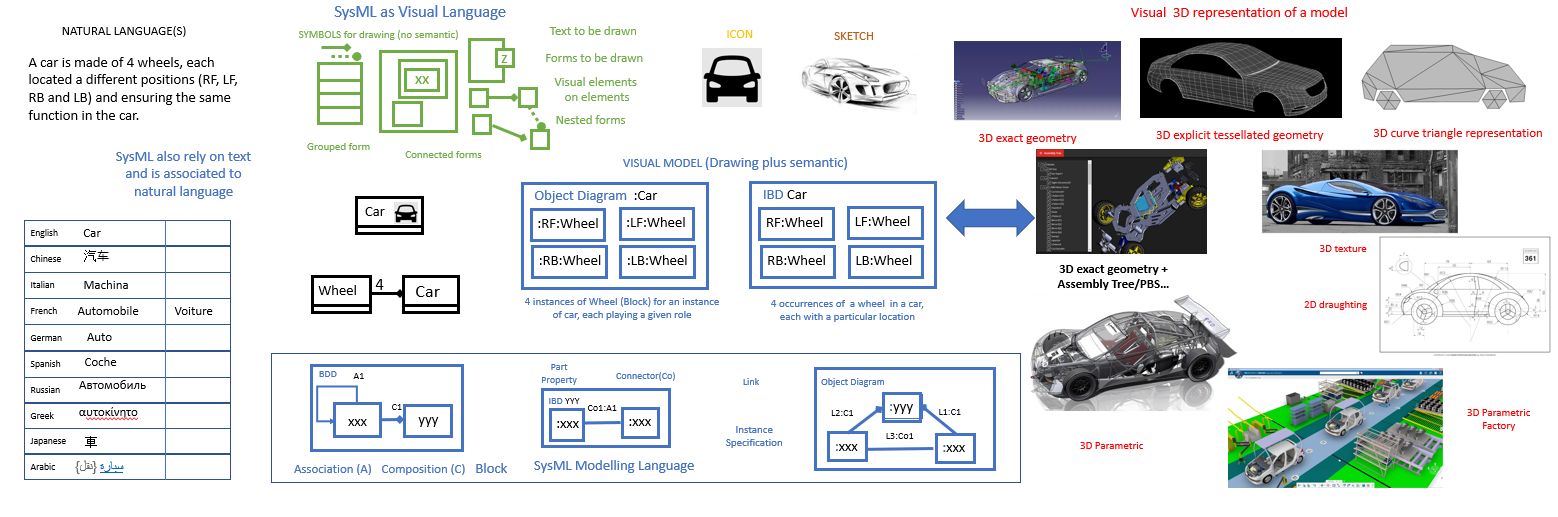 NATURAL LANGUAGE(S)
A car is made of 4 wheels, each
located a different positions (RF, LF,
RB and LB) and ensuring the same
function in the car.
SysML also rely on text
and is associated to
natural language
English Car
Chinese 汽车
Italian Machina
French Automobile Voiture
German Auto
Spanish Coche
Russian Автомобиль
Greek αυτοκίνητο
Japanese 車
Arabic سيارة {نقل}
SysML as Visual Language
SYMBOLS for drawing (no semantic)
XX
Z
Grouped form
Connected forms
Text to be drawn
Forms to be drawn
Visual elements
on elements
Nested forms
ICON
SKETCH
Car
Wheel 4 Car
VISUAL MODEL (Drawing plus semantic)
Object Diagram :Car
:RF:Wheel :LF:Wheel
:RB:Wheel :LB:Wheel
4 instances of Wheel (Block) for an instance
of car, each playing a given role
IBD Car
RF:Wheel LF:Wheel
RB:Wheel LB:Wheel
4 occurrences of a wheel in a car,
each with a particular location
BDD A1
xxx C1 yyy
Association (A) Composition (C) Block
Part
Property
Connector(Co)
IBD YYY
Co1:A1
:xxx :xxx
SysML Modelling Language
Link
Instance
Specification
Object Diagram
:yyy
L2:C1 L1:C1
L3:Co1
:xxx :xxx
Visual 3D representation of a model
3D exact geometry
3D explicit tessellated geometry
3D curve triangle representation
3D exact geometry +
Assembly Tree/PBS...
3D texture
2D draughting
361
3D Parametric
3D Parametric
Factory